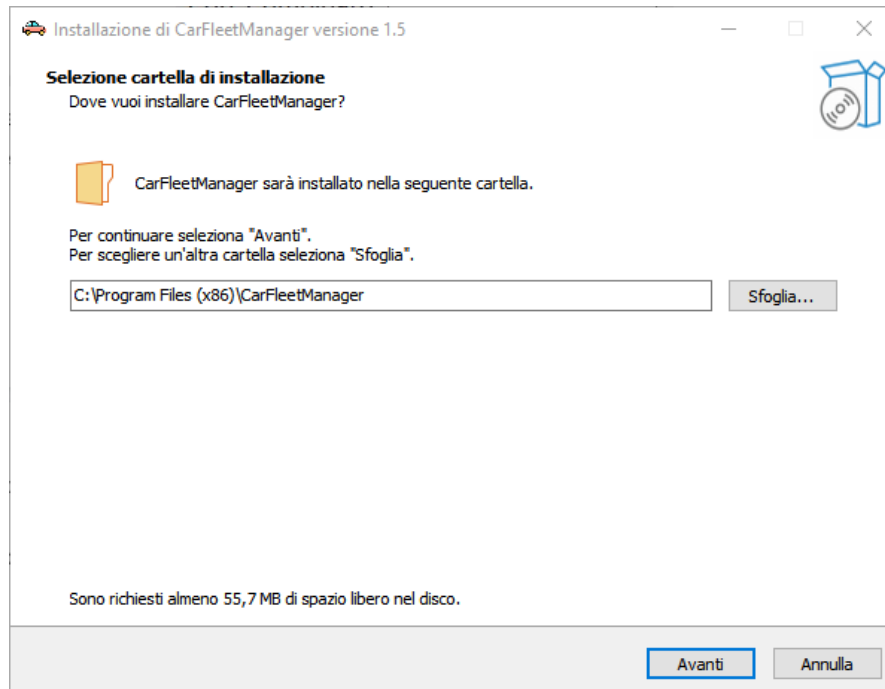 Installazione di CarFleetManager versione 1.5
Selezione cartella di installazione
Dove vuoi installare CarFleetManager?
CarFleetManager sarà installato nella seguente cartella.
Per continuare seleziona "Avanti".
Per scegliere un'altra cartella seleziona "Sfoglia".
C:\Program Files (x86)\CarFleetManager
Sfoglia...
Sono richiesti almeno 55,7 MB di spazio libero nel disco.
Avanti
Annulla